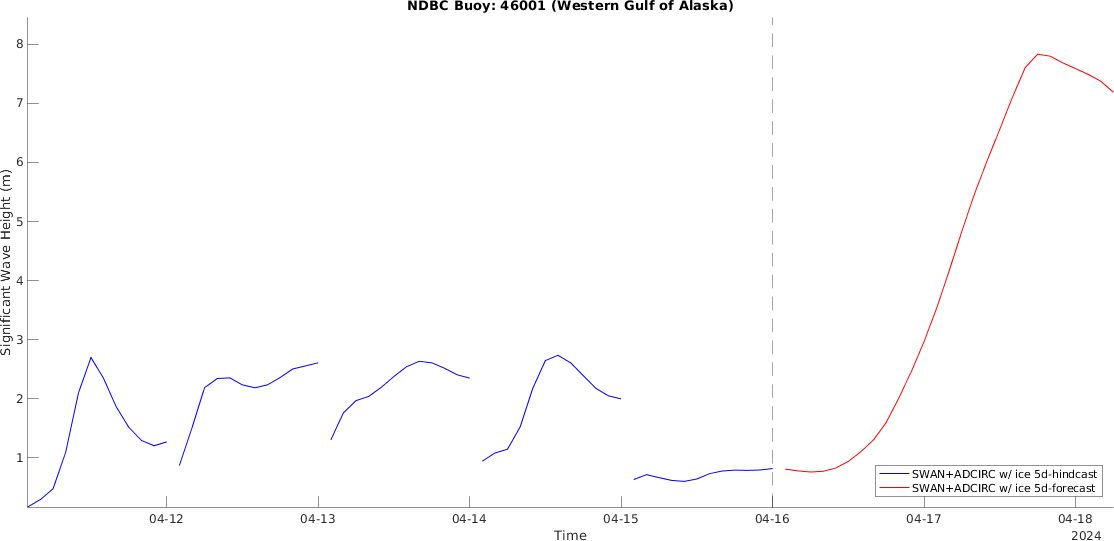 NDBC Buoy: 46001 (Western Gulf of Alaska)
Significant Wave Height (m)
8
7
6
5
4
3
2
1
SWAN+ADCIRC w/ ice 5d-hindcast
SWAN+ADCIRC w/ ice 5d-forecast
04-12 04-13 04-14 04-15 04-16 04-17 04-18
Time
2024